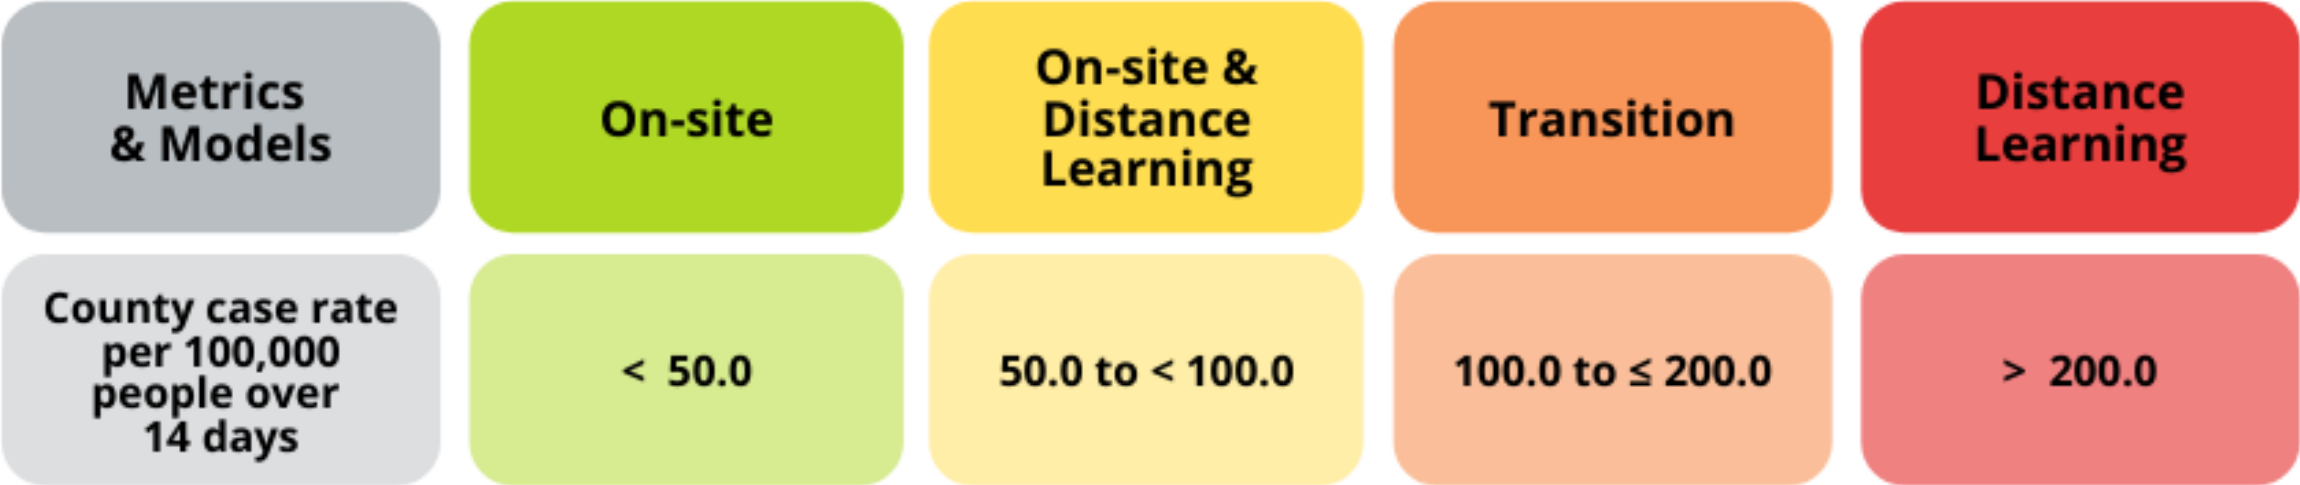 Metrics
& Models
On-site
On-site &
Distance
Learning
Transition
Distance
Learning
County case rate
per 100,000
people over
14 days
< 50.0
50.0 to < 100.0
100.0 to ≤ 200.0
> 200.0